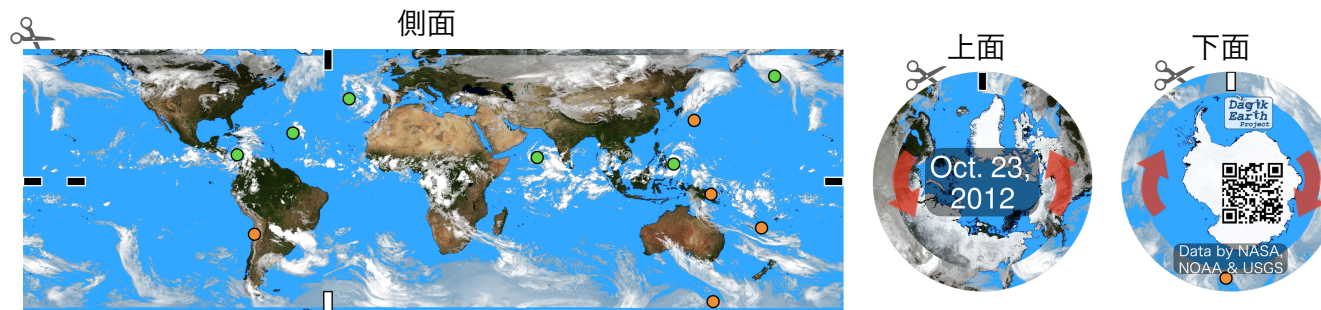 側面
上面
下面
Oct. 23,
2012
Dagik
Earth
Project
Data by NASA,
NOAA & USGS